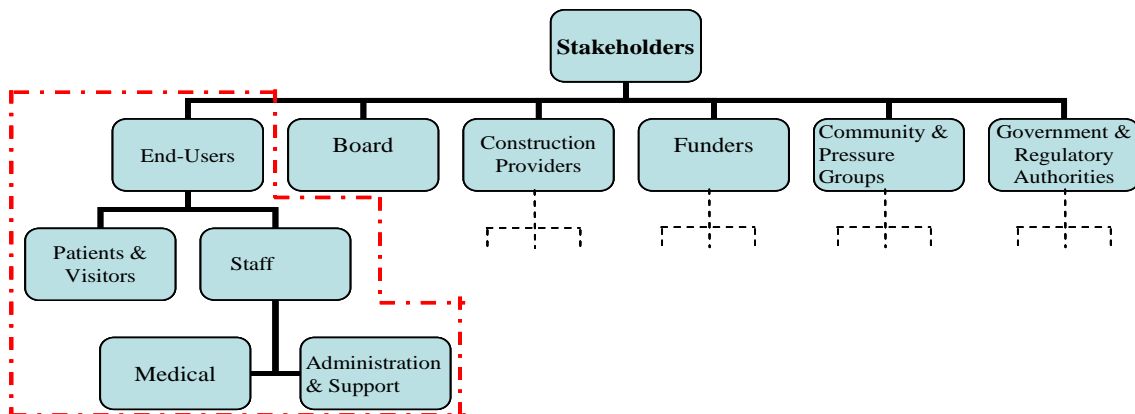 Stakeholders
End-Users
Board
Construction
Providers
Funders
Community &
Pressure
Groups
Government &
Regulatory
Authorities
Patients &
Visitors
Staff
Medical
Administration
& Support